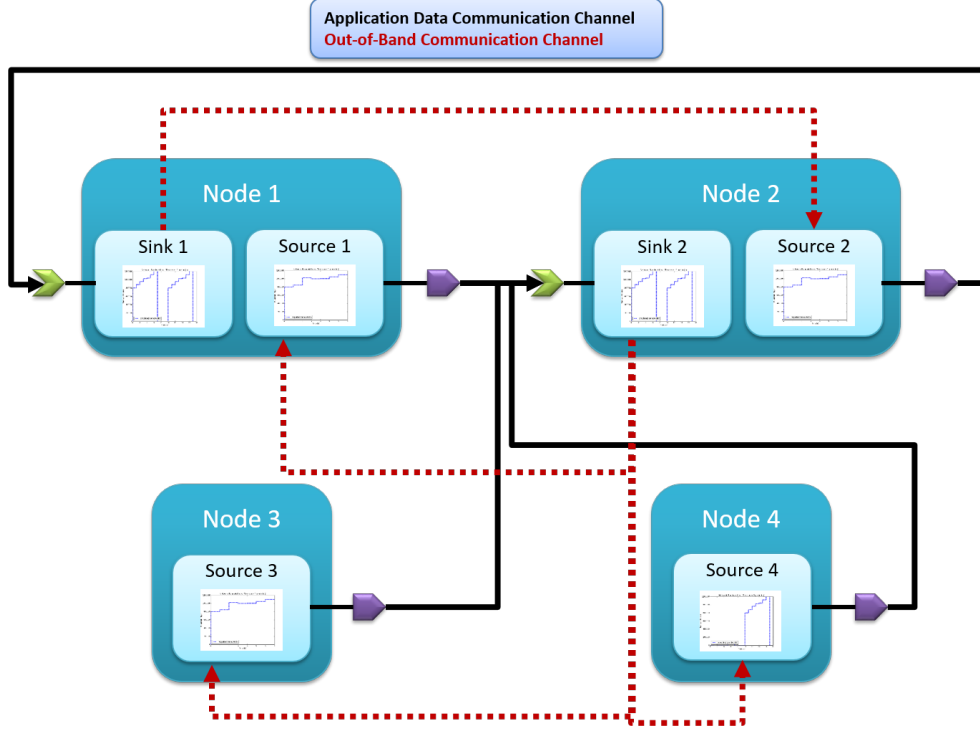 Application Data Communication Channel
Out-of-Band Communication Channel
Node 1
Node 2
Sink 1
Source 1
Sink 2
Source 2
Node 3
Node 4
Source 3
Source 4